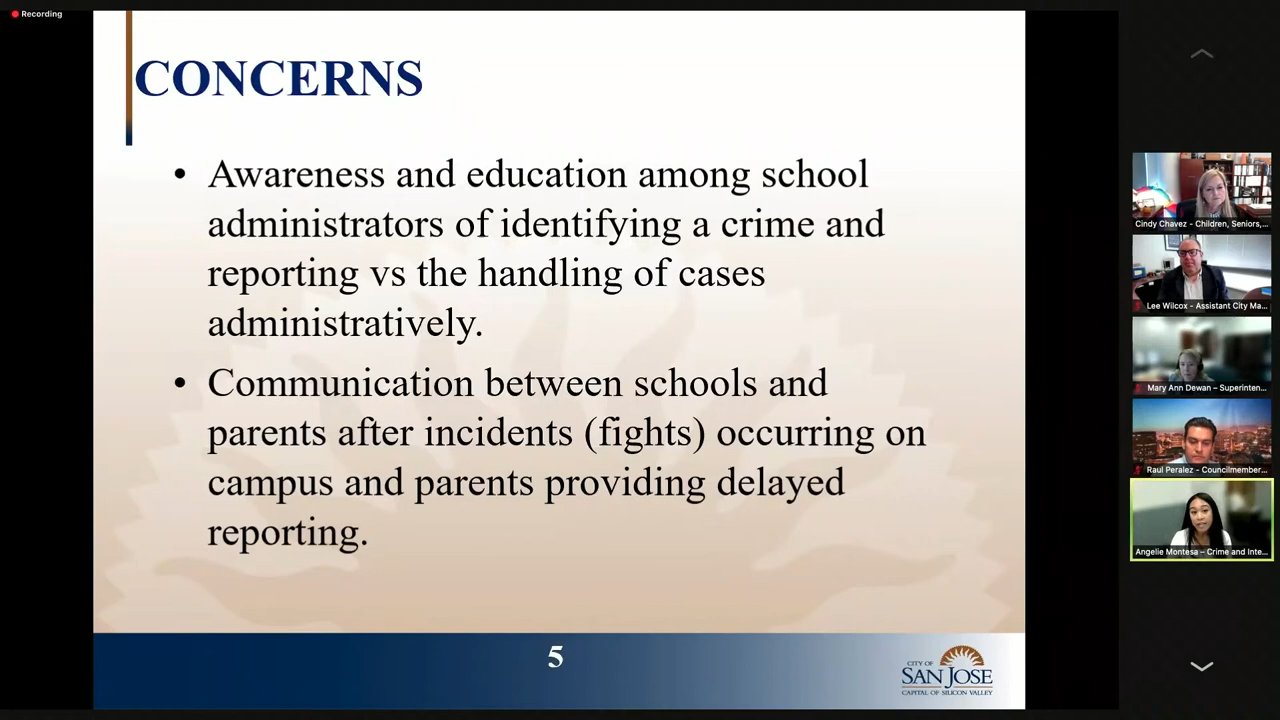 Recording
CONCERNS
• Awareness and education among school
administrators of identifying a crime and
reporting vs the handling of cases
administratively.
• Communication between schools and
parents after incidents (fights) occurring on
campus and parents providing delayed
reporting.
5
CITY OF
SAN JOSE
CAPITAL OF SILICON VALLEY
Cindy Chavez - Children, Seniors,...
Lee Wilcox - Assistant City Ma...
Mary Ann Dewan – Superinten...
Raul Peralez - Councilmember...
Angelie Montesa – Crime and Inte...